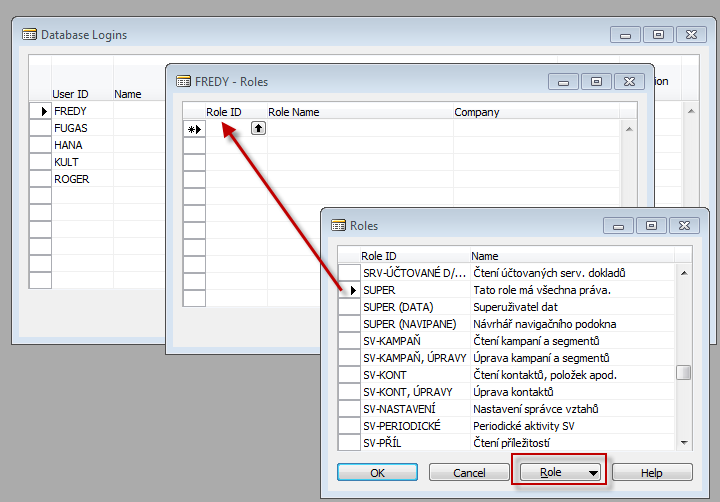 Database Logins
User ID Name ion
FREDY
FUGAS
HANA
KULT
ROGER
FREDY - Roles
Role ID Role Name Company
Roles
Role ID Name
SRV-ÚČTOVANÉ D/... Čtení účtovaných serv. dokladů
SUPER Tato role má všechna práva.
SUPER (DATA) Superuživatel dat
SUPER (NAVIPANE) Návrhář navigačního podokna
SV-KAMPAŇ Čtení kampaní a segmentů
SV-KAMPAŇ, ÚPRAVY Úprava kampaní a segmentů
SV-KONT Čtení kontaktů, položek apod.
SV-KONT, ÚPRAVY Úprava kontaktů
SV-NASTAVENÍ Nastavení správce vztahů
SV-PERIODICKÉ Periodické aktivity SV
SV-PŘÍL Čtení příležitostí
OK Cancel Role Help